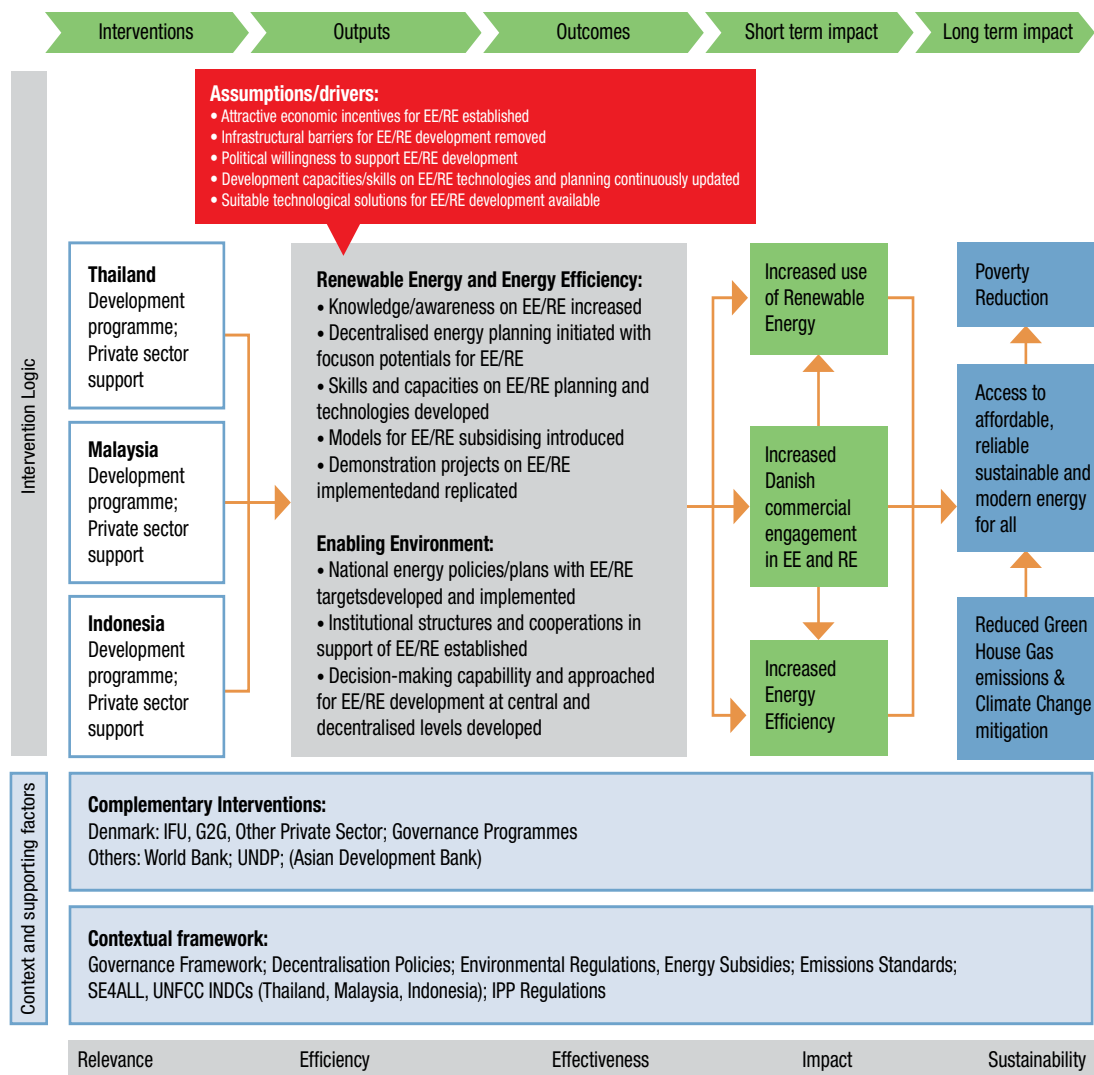 Interventions
Outputs
Outcomes
Short term impact
Long term impact
Intervention Logic
Assumptions/drivers:
• Attractive economic incentives for EE/RE established
• Infrastructural barriers for EE/RE development removed
• Political willingness to support EE/RE development
• Development capacities/skills on EE/RE technologies and planning continuously updated
• Suitable technological solutions for EE/RE development available
Thailand
Development
programme;
Private sector
support
Malaysia
Development
programme;
Private sector
support
Indonesia
Development
programme;
Private sector
support
Renewable Energy and Energy Efficiency:
• Knowledge/awareness on EE/RE increased
• Decentralised energy planning initiated with
focuson potentials for EE/RE
• Skills and capacities on EE/RE planning and
technologies developed
• Models for EE/RE subsidising introduced
• Demonstration projects on EE/RE
implementedand replicated
Enabling Environment:
• National energy policies/plans with EE/RE
targetsdeveloped and implemented
• Institutional structures and cooperations in
support of EE/RE established
• Decision-making capabillity and approached
for EE/RE development at central and
decentralised levels developed
Increased use
of Renewable
Energy
Increased
Danish
commercial
engagement
in EE and RE
Increased
Energy
Efficiency
Poverty
Reduction
Access to
affordable,
reliable
sustainable and
modern energy
for all
Reduced Green
House Gas
emissions &
Climate Change
mitigation
Context and supporting factors
Complementary Interventions:
Denmark: IFU, G2G, Other Private Sector; Governance Programmes
Others: World Bank; UNDP; (Asian Development Bank)
Contextual framework:
Governance Framework; Decentralisation Policies; Environmental Regulations, Energy Subsidies; Emissions Standards;
SE4ALL, UNFCC INDCs (Thailand, Malaysia, Indonesia); IPP Regulations
Relevance
Efficiency
Effectiveness
Impact
Sustainability